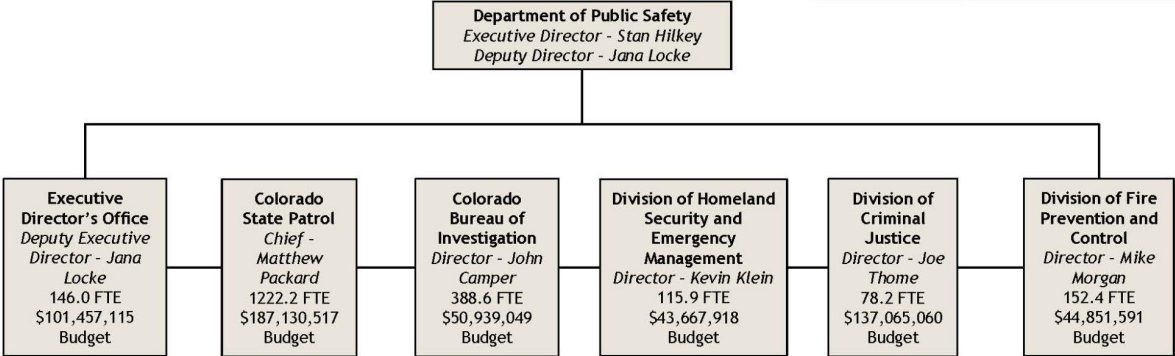 Department of Public Safety
Executive Director - Stan Hilkey
Deputy Director - Jana Locke
Executive
Director's Office
Deputy Executive
Director - Jana
Locke
146.0 FTE
$101,457,115
Budget
Colorado
State Patrol
Chief -
Matthew
Packard
1222.2 FTE
$187,130,517
Budget
Colorado
Bureau of
Investigation
Director - John
Camper
388.6 FTE
$50,939,049
Budget
Division of Homeland
Security and
Emergency
Management
Director - Kevin Klein
115.9 FTE
$43,667,918
Budget
Division of
Criminal
Justice
Director - Joe
Thome
78.2 FTE
$137,065,060
Budget
Division of Fire
Prevention and
Control
Director - Mike
Morgan
152.4 FTE
$44,851,591
Budget